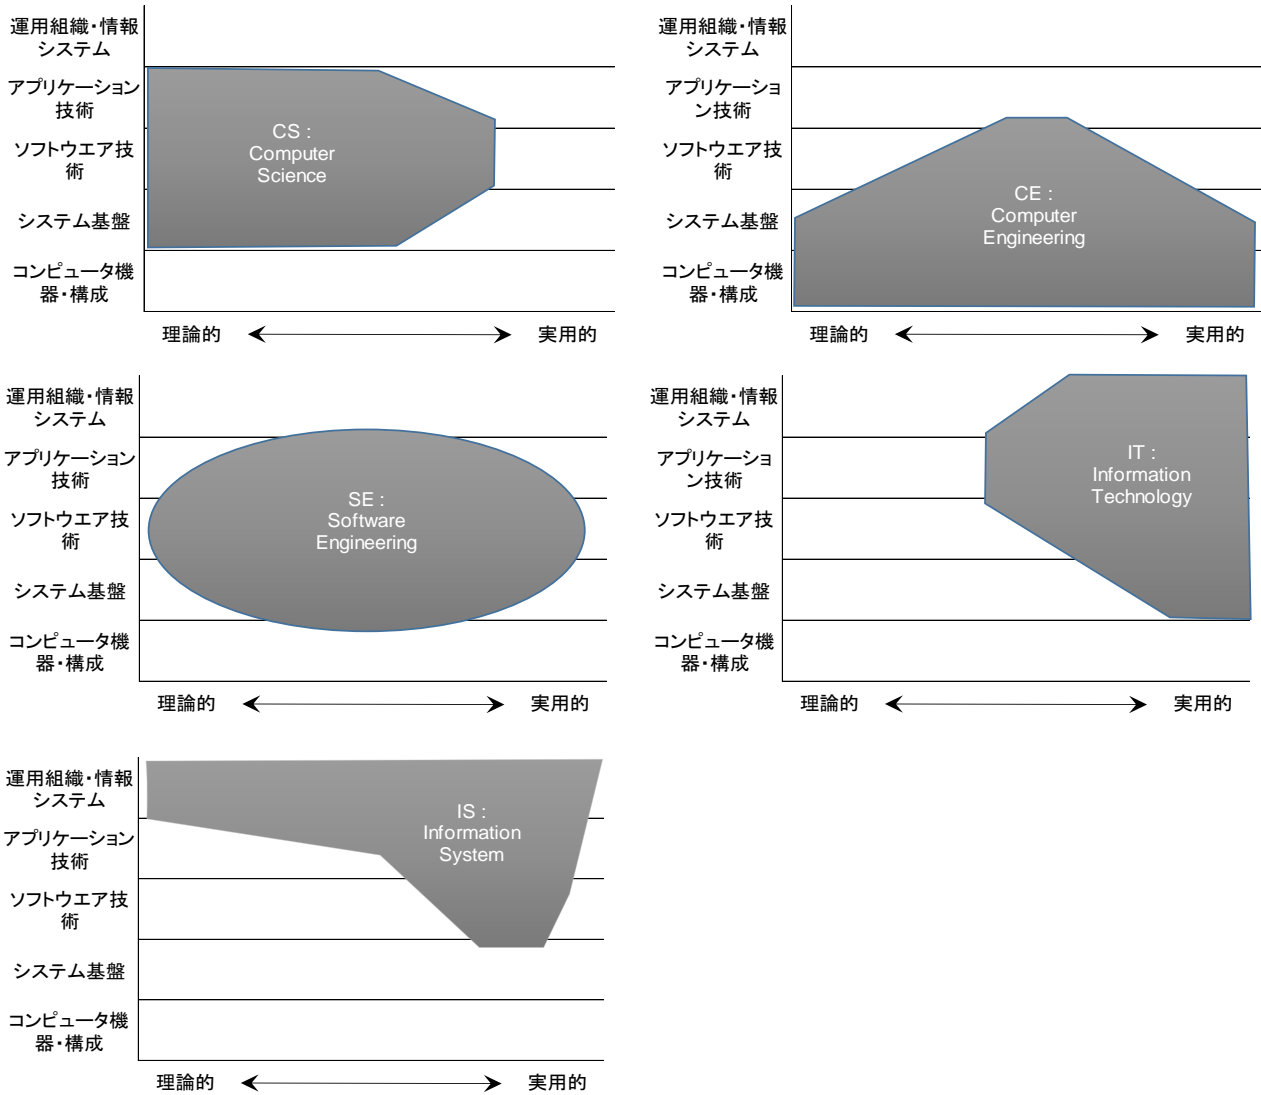 運用組織・情報
システム
アプリケーション
技術
ソフトウエア技
術
システム基盤
コンピュータ機
器・構成
CS :
Computer
Science
理論的
実用的
運用組織・情報
システム
アプリケーショ
ン技術
ソフトウエア技
術
システム基盤
コンピュータ機
器・構成
CE :
Computer
Engineering
理論的
実用的
運用組織・情報
システム
アプリケーション
技術
ソフトウエア技
術
システム基盤
コンピュータ機
器・構成
SE :
Software
Engineering
理論的
実用的
運用組織・情報
システム
アプリケーショ
ン技術
ソフトウエア技
術
システム基盤
コンピュータ機
器・構成
IT :
Information
Technology
理論的
実用的
運用組織・情報
システム
アプリケーション
技術
ソフトウエア技
術
システム基盤
コンピュータ機
器・構成
IS :
Information
System
理論的
実用的